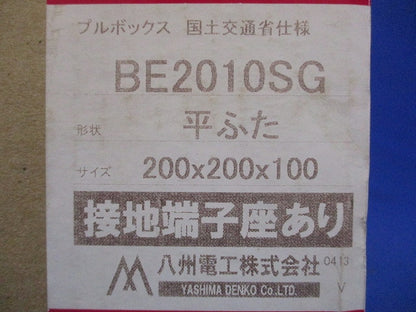 プルボックス 国土交通省仕様
BE2010SG
形状 平ふた
サイズ 200x200x100
接地端子座あり
八州電工株式会社 0413
YASHIMA DENKO Co.LTD. V